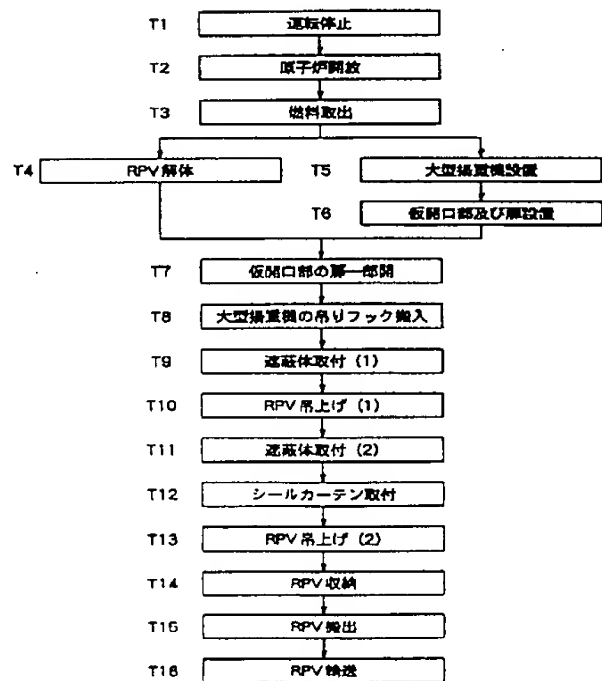 T1 運転停止
T2 原子炉開放
T3 燃料取出
T4 RPV解体
T5 大型揚重機設置
T6 仮開口部及び扉設置
T7 仮開口部の扉一部開
T8 大型揚重機の吊りフック搬入
T9 遮蔽体取付(1)
T10 RPV吊上げ(1)
T11 遮蔽体取付(2)
T12 シールカーテン取付
T13 RPV吊上げ(2)
T14 RPV収納
T15 RPV搬出
T16 RPV輸送